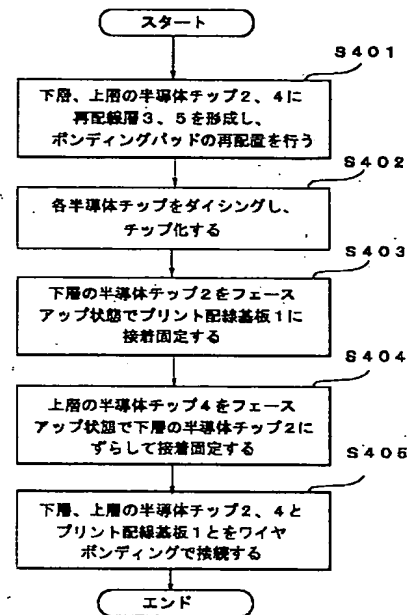 スタート
S401
下層、上層の半導体チップ2、4に
再配線層3、5を形成し、
ボンディングパッドの再配置を行う
S402
各半導体チップをダイシングし、
チップ化する
S403
下層の半導体チップ2をフェース
アップ状態でプリント配線基板1に
接着固定する
S404
上層の半導体チップ4をフェース
アップ状態で下層の半導体チップ2に
ずらして接着固定する
S405
下層、上層の半導体チップ2、4と
プリント配線基板1とをワイヤ
ボンディングで接続する
エンド